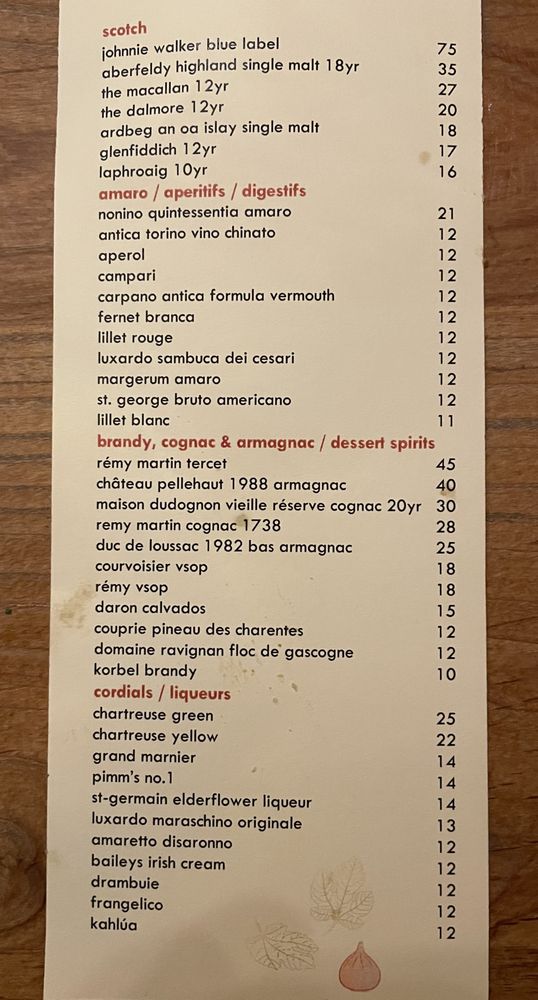 scotch
johnnie walker blue label 75
aberfeldy highland single malt 18yr 35
the macallan 12yr 27
the dalmore 12yr 20
ardbeg an oa islay single malt 18
glenfiddich 12yr 17
laphroaig 10yr 16
amaro / aperitifs / digestifs
nonino quintessentia amaro 21
antica torino vino chinato 12
aperol 12
campari 12
carpano antica formula vermouth 12
fernet branca 12
lillet rouge 12
luxardo sambuca dei cesari 12
margerum amaro 12
st. george bruto americano 12
lillet blanc 11
brandy, cognac & armagnac / dessert spirits
rémy martin tercet 45
château pellehaut 1988 armagnac 40
maison dudognon vieille réserve cognac 20yr 30
remy martin cognac 1738 28
duc de loussac 1982 bas armagnac 25
courvoisier vsop 18
rémy vsop 18
daron calvados 15
couprie pineau des charentes 12
domaine ravignan floc de gascogne 12
korbel brandy 10
cordials / liqueurs
chartreuse green 25
chartreuse yellow 22
grand marnier 14
pimm's no.1 14
st-germain elderflower liqueur 14
luxardo maraschino originale 13
amaretto disaronno 12
baileys irish cream 12
drambuie 12
frangelico 12
kahlúa 12